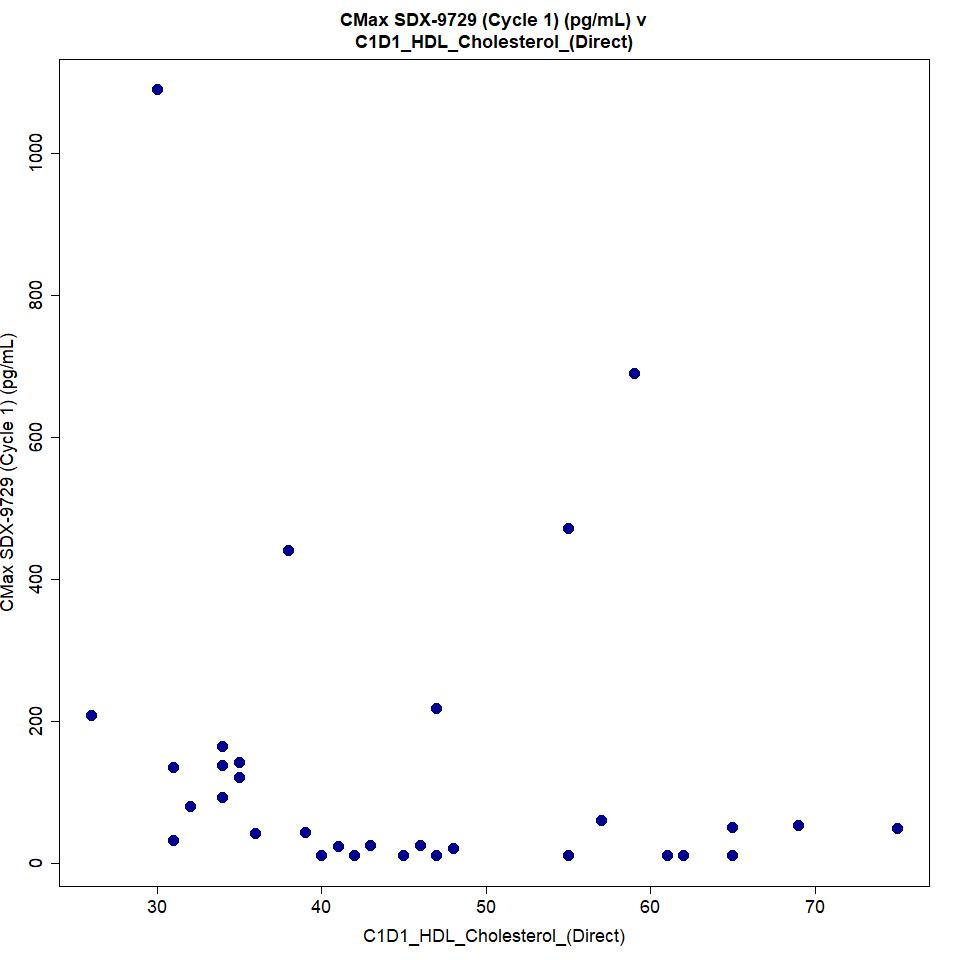 CMax SDX-9729 (Cycle 1) (pg/mL) v
C1D1_HDL_Cholesterol_(Direct)
1000
800
600
400
200
0
CMax SDX-9729 (Cycle 1) (pg/mL)
30 40 50 60 70
C1D1_HDL_Cholesterol_(Direct)